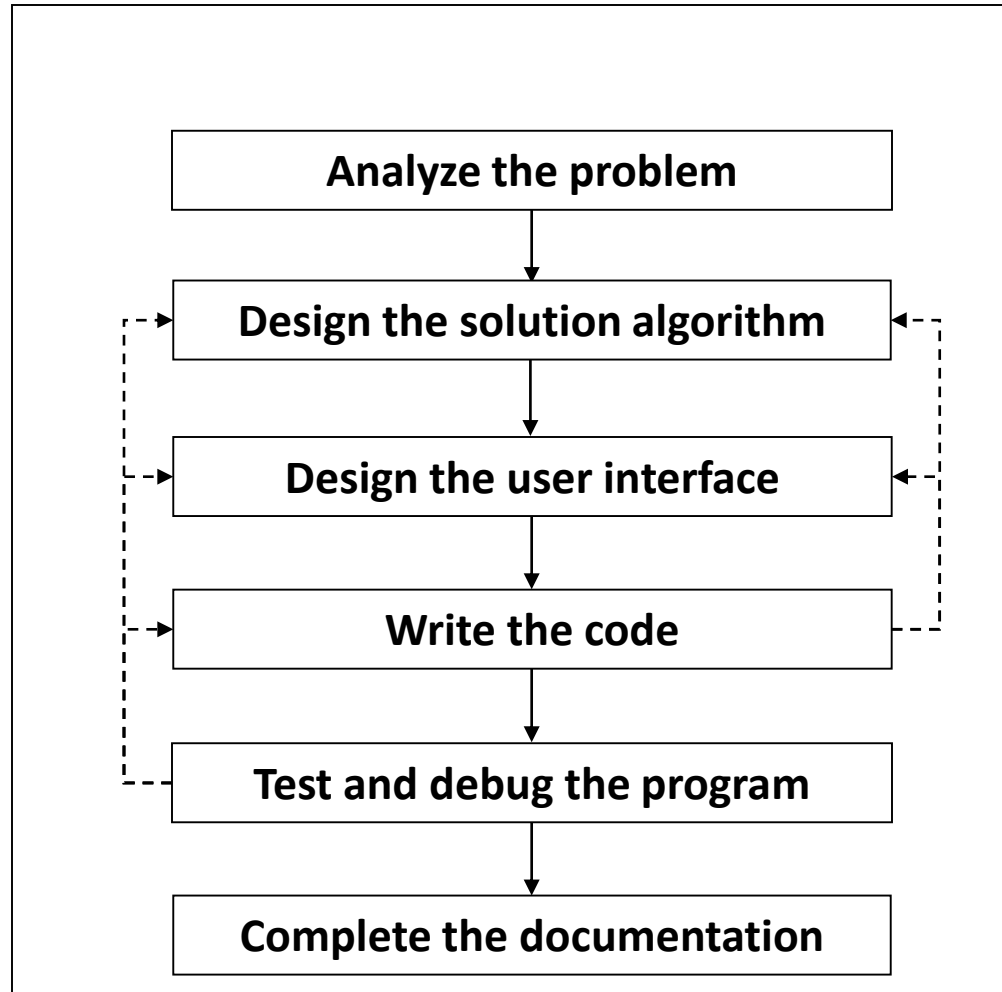 Analyze the problem
Design the solution algorithm
Design the user interface
Write the code
Test and debug the program
Complete the documentation